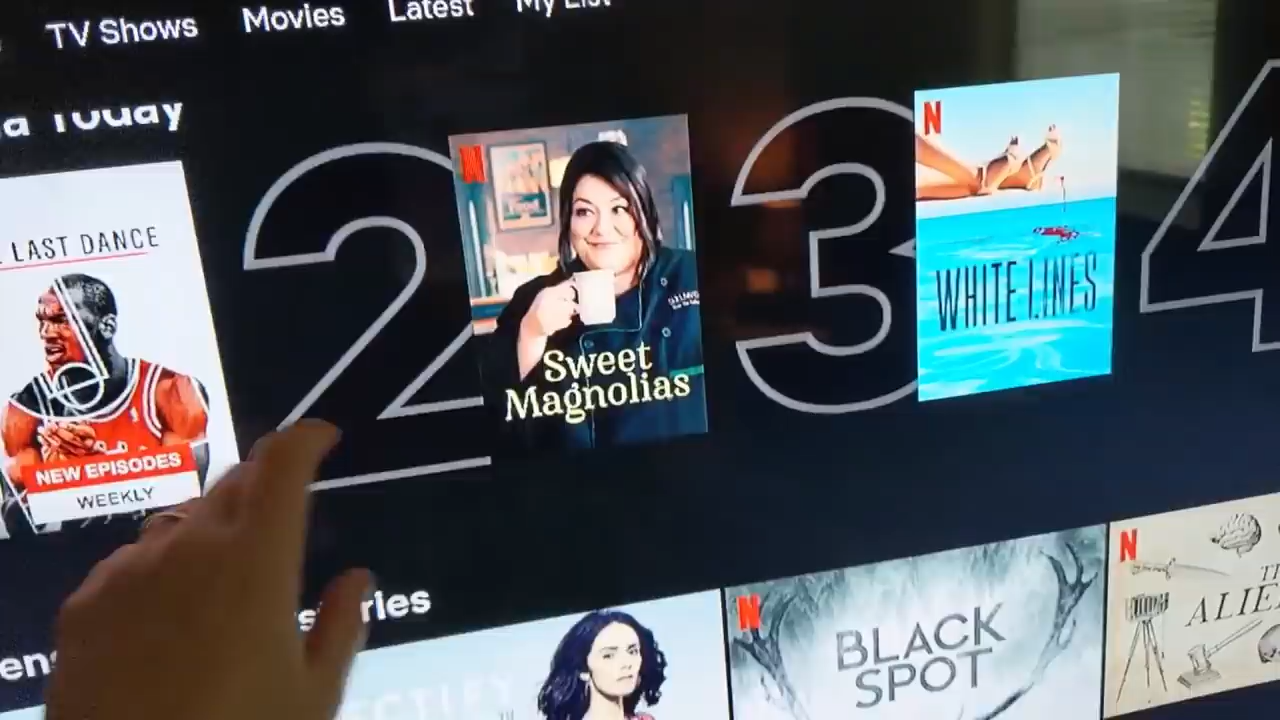 TV Shows Movies Latest My List
a Today
2 3 4
LAST DANCE
NEW EPISODES
WEEKLY
N
Sweet
Magnolias
N
WHITE LINES
N
BLACK
SPOT
N
ALIE